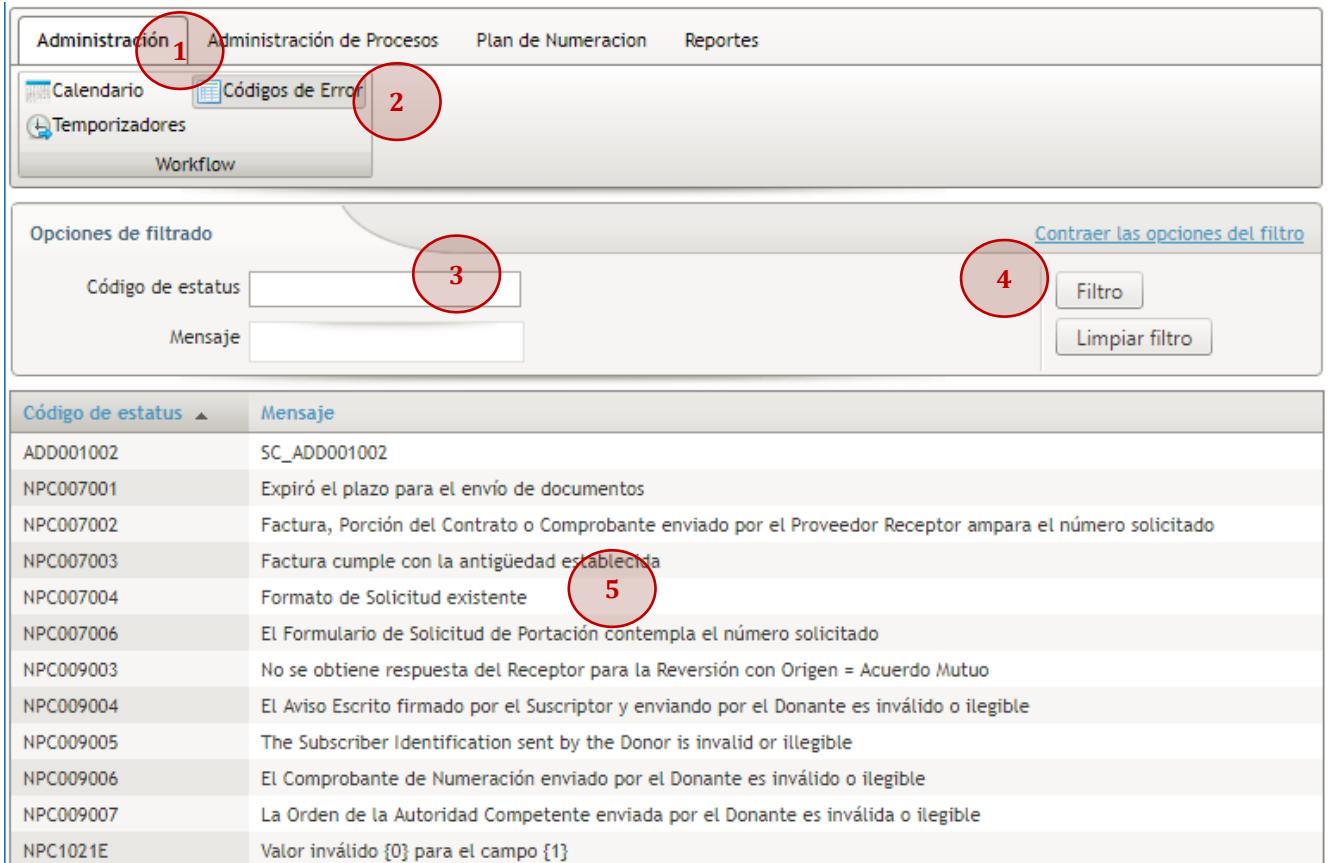 Administración Administración de Procesos Plan de Numeracion Reportes
1
Calendario Códigos de Error
2
Temporizadores
Workflow
Opciones de filtrado Contraer las opciones del filtro
Código de estatus 3 4 Filtro
Mensaje Limpiar filtro
Código de estatus Mensaje
ADD001002 SC_ADD001002
NPC007001 Expiró el plazo para el envío de documentos
NPC007002 Factura, Porción del Contrato o Comprobante enviado por el Proveedor Receptor ampara el número solicitado
NPC007003 Factura cumple con la antigüedad establecida
5
NPC007004 Formato de Solicitud existente
NPC007006 El Formulario de Solicitud de Portación contempla el número solicitado
NPC009003 No se obtiene respuesta del Receptor para la Reversión con Origen = Acuerdo Mutuo
NPC009004 El Aviso Escrito firmado por el Suscriptor y enviando por el Donante es inválido o ilegible
NPC009005 The Subscriber Identification sent by the Donor is invalid or illegible
NPC009006 El Comprobante de Numeración enviado por el Donante es inválido o ilegible
NPC009007 La Orden de la Autoridad Competente enviada por el Donante es inválida o ilegible
NPC1021E Valor inválido {0} para el campo {1}